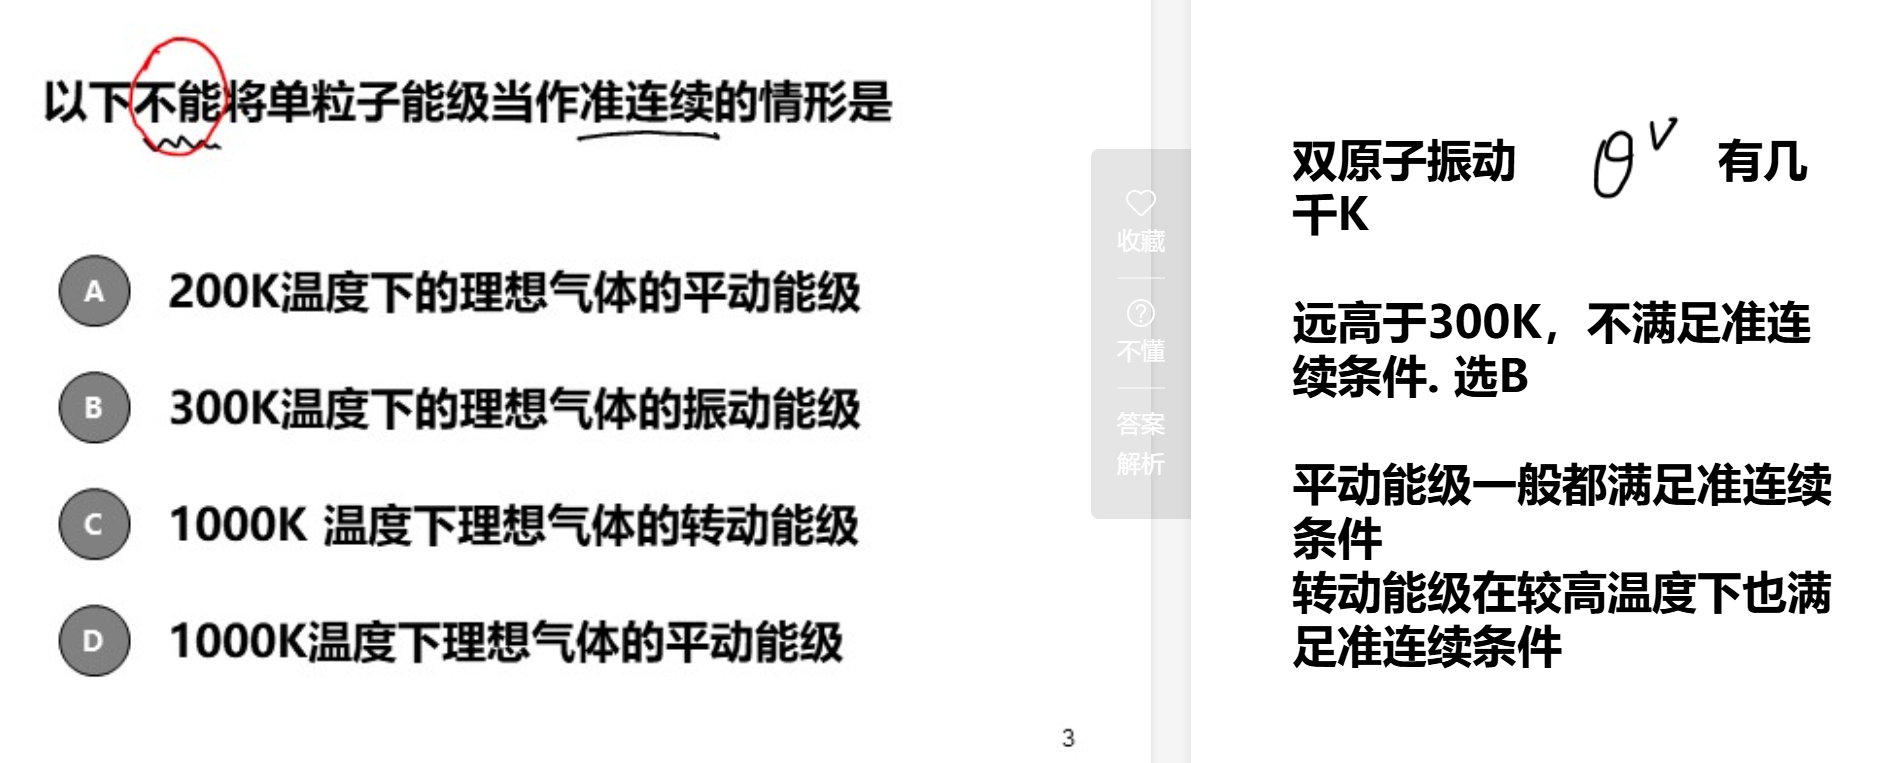 以下不能将单粒子能级当作准连续的情形是
A 200K温度下的理想气体的平动能级
B 300K温度下的理想气体的振动能级
C 1000K 温度下理想气体的转动能级
D 1000K温度下理想气体的平动能级
3
收藏
不懂
答案
解析
双原子振动 θᵛ 有几
千K
远高于300K，不满足准连
续条件. 选B
平动能级一般都满足准连续
条件
转动能级在较高温度下也满
足准连续条件